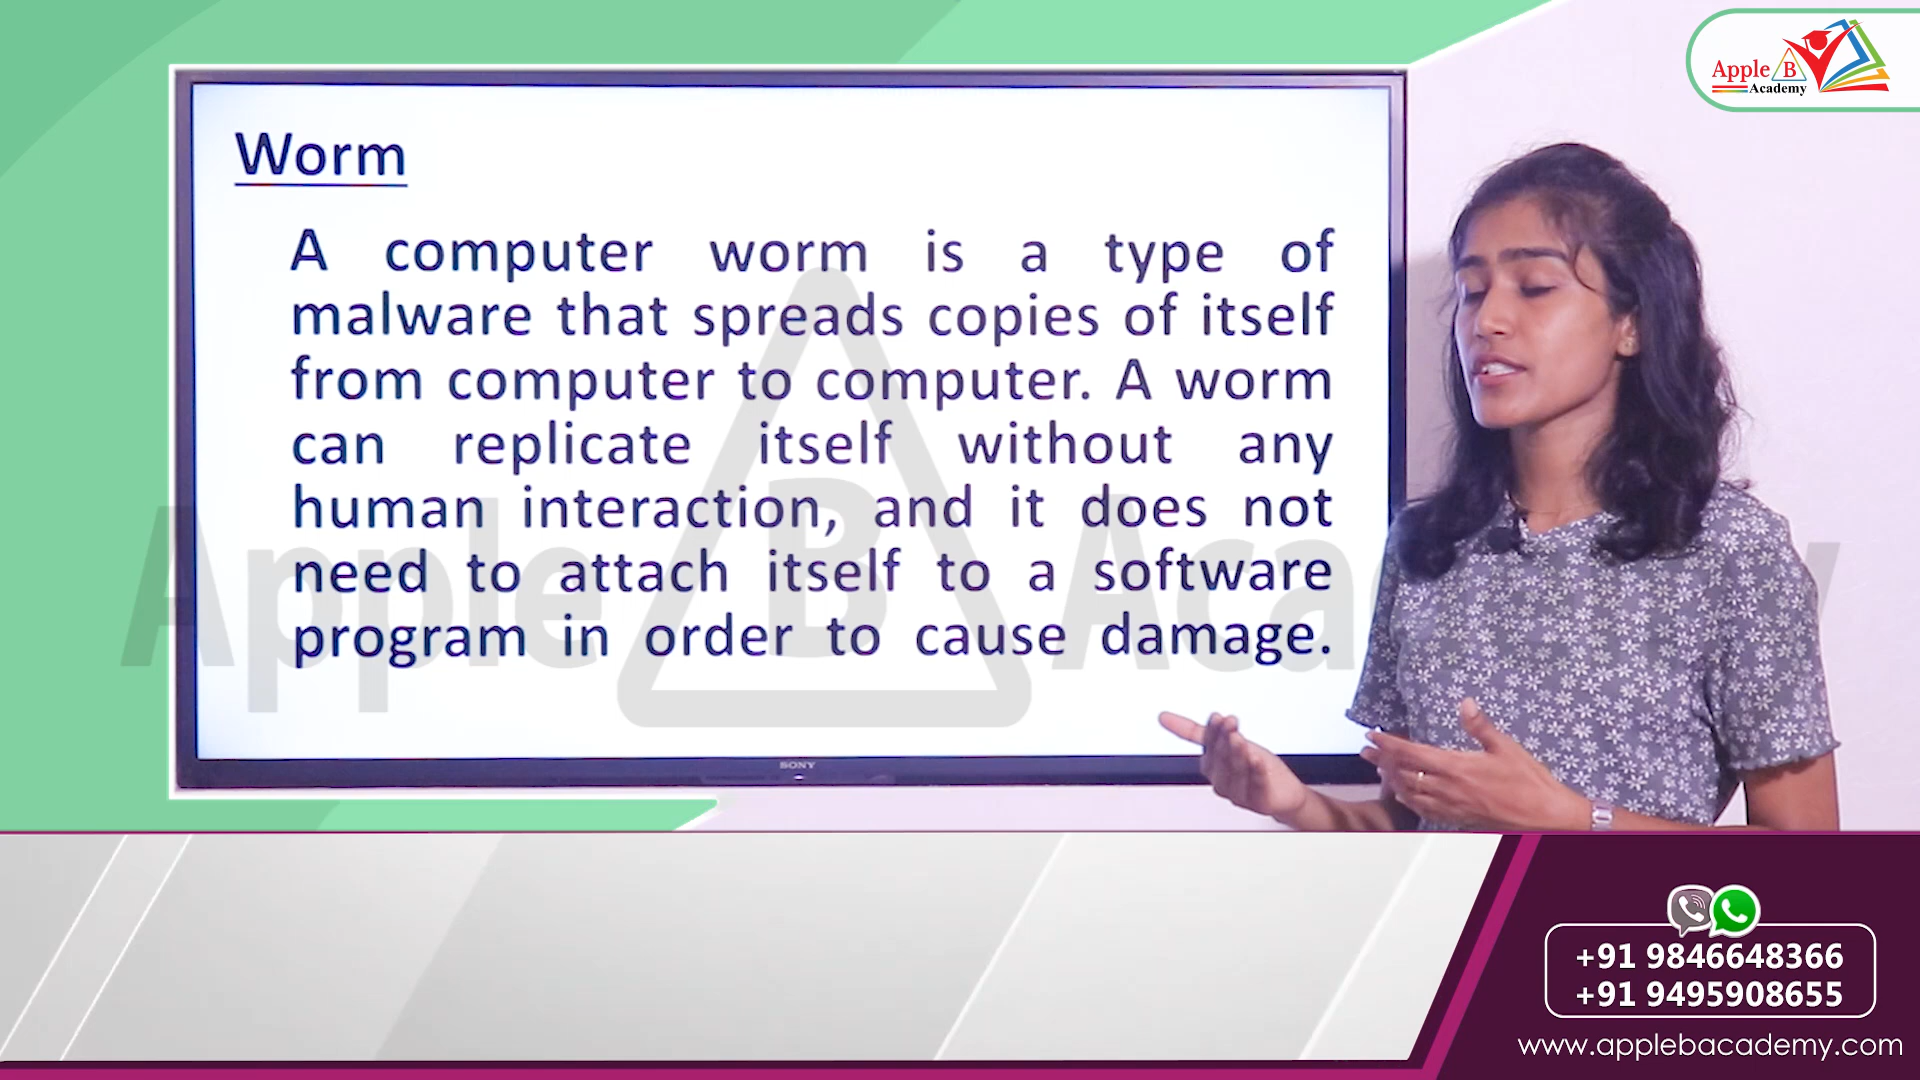 Apple B
Academy
Worm
A computer worm is a type of
malware that spreads copies of itself
from computer to computer. A worm
can replicate itself without any
human interaction, and it does not
need to attach itself to a software
program in order to cause damage.
Apple B Academy
SONY
+91 9846648366
+91 9495908655
www.applebacademy.com